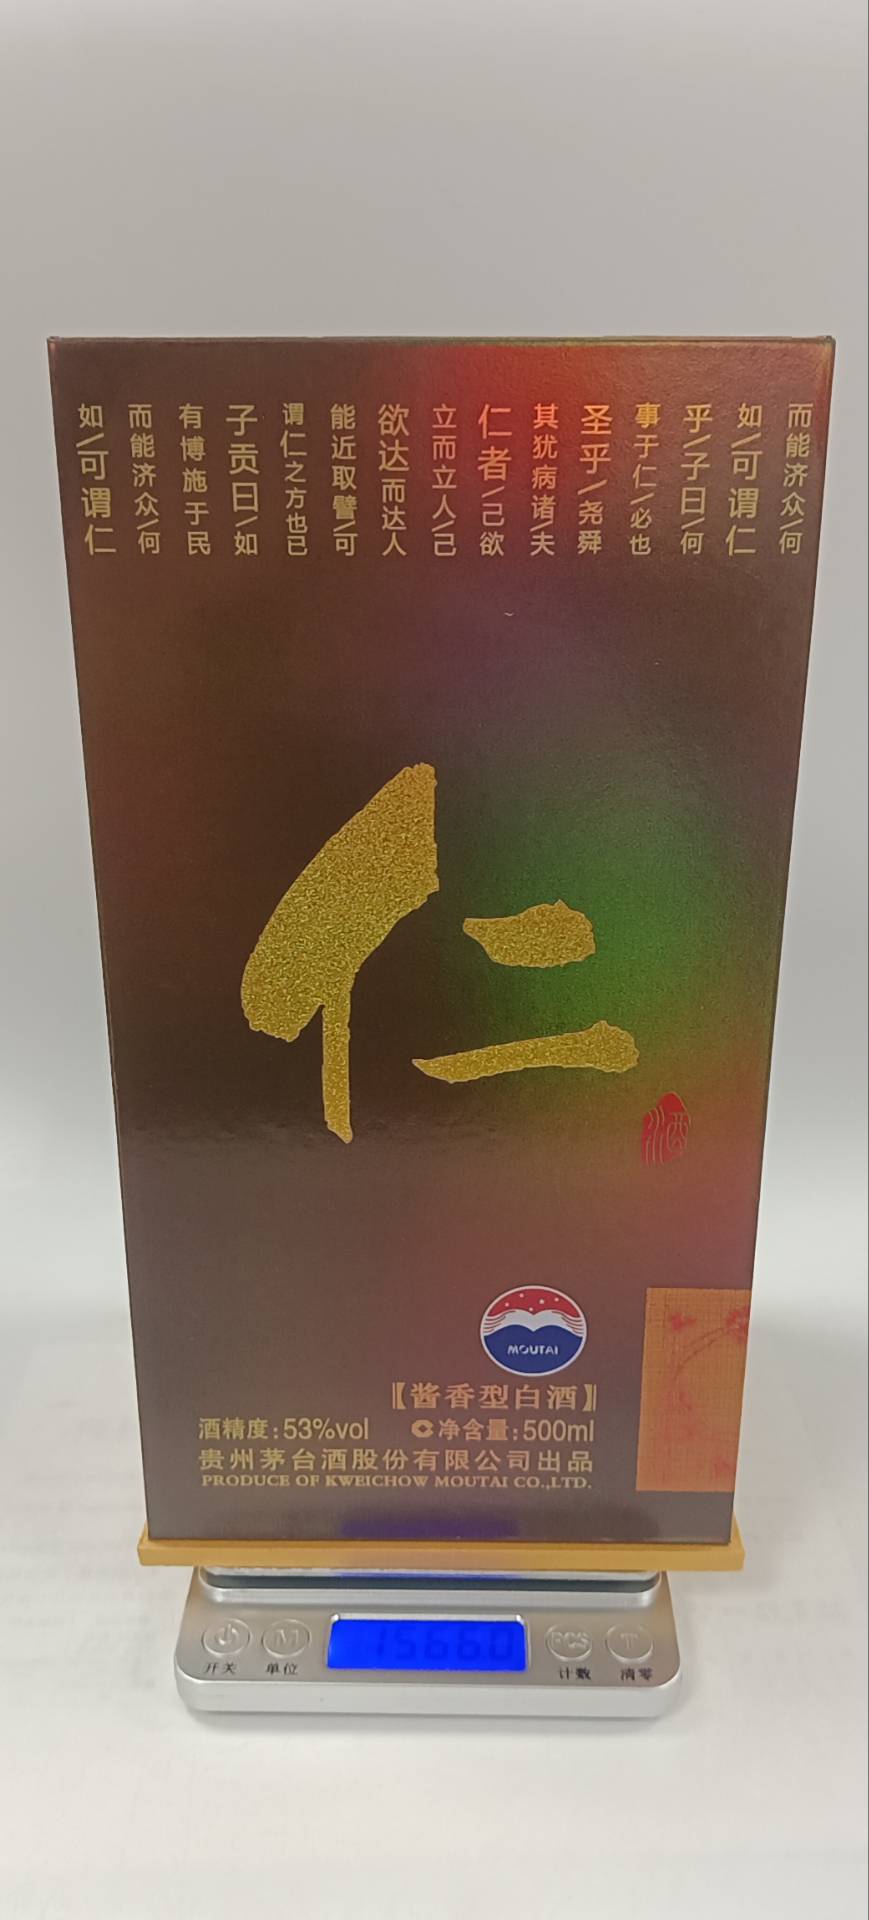 而能济众\何
如\可谓仁
乎\子曰\何
事于仁\必也
圣乎/尧舜
其犹病诸\夫
仁者\己欲
立而立人\己
欲达而达人
能近取譬\可
谓仁之方也已
子贡曰\如
有博施于民
而能济众\何
如\可谓仁
仁
酒
MOUTAI
【酱香型白酒】
酒精度:53%vol 净含量:500ml
贵州茅台酒股份有限公司出品
PRODUCE OF KWEICHOW MOUTAI CO.,LTD.
M 1566.0 PCS T
开关 单位 计数 清零